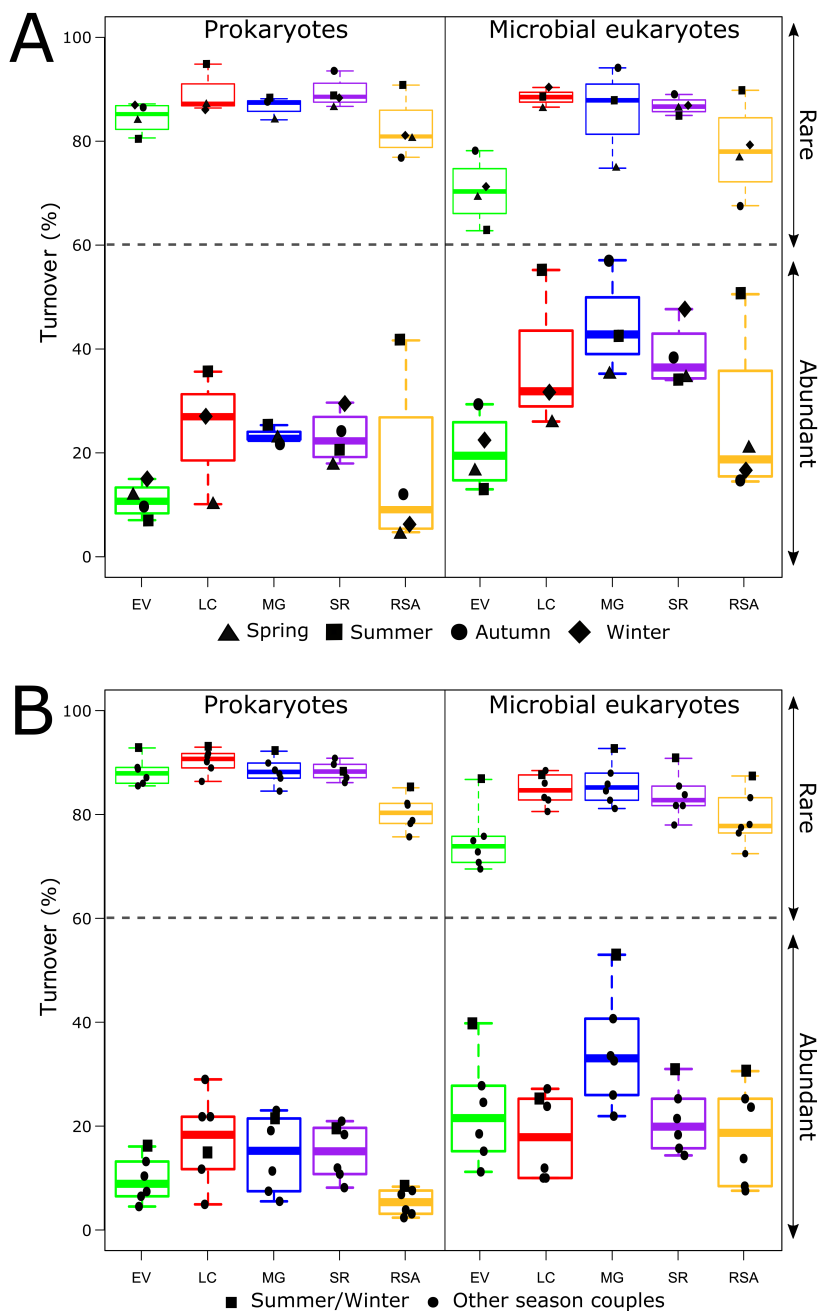 A
Prokaryotes Microbial eukaryotes
100
80
60
40
20
0
Turnover (%)
Rare
Abundant
EV LC MG SR RSA EV LC MG SR RSA
Spring Summer Autumn Winter
B
Prokaryotes Microbial eukaryotes
100
80
60
40
20
0
Turnover (%)
Rare
Abundant
EV LC MG SR RSA EV LC MG SR RSA
Summer/Winter Other season couples